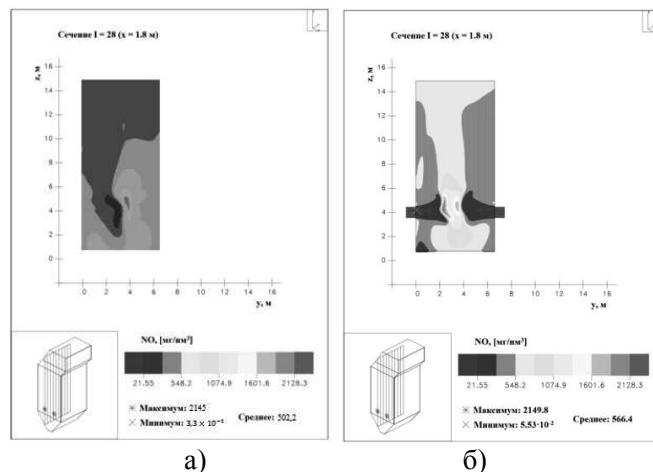 Сечение I = 28 (x = 1.8 м)
z, м
16
14
12
10
8
6
4
2
0
0 2 4 6 8 10 12 14 16
y, м
NO, [мг/нм³]
21.55 548.2 1074.9 1601.6 2128.3
Максимум: 2145
Минимум: 3,3 × 10⁻²
Среднее: 502,2
а)
Сечение I = 28 (x = 1.8 м)
z, м
16
14
12
10
8
6
4
2
0
0 2 4 6 8 10 12 14 16
y, м
NO, [мг/нм³]
21.55 548.2 1074.9 1601.6 2128.3
Максимум: 2149.8
Минимум: 5.53·10⁻²
Среднее: 566.4
б)